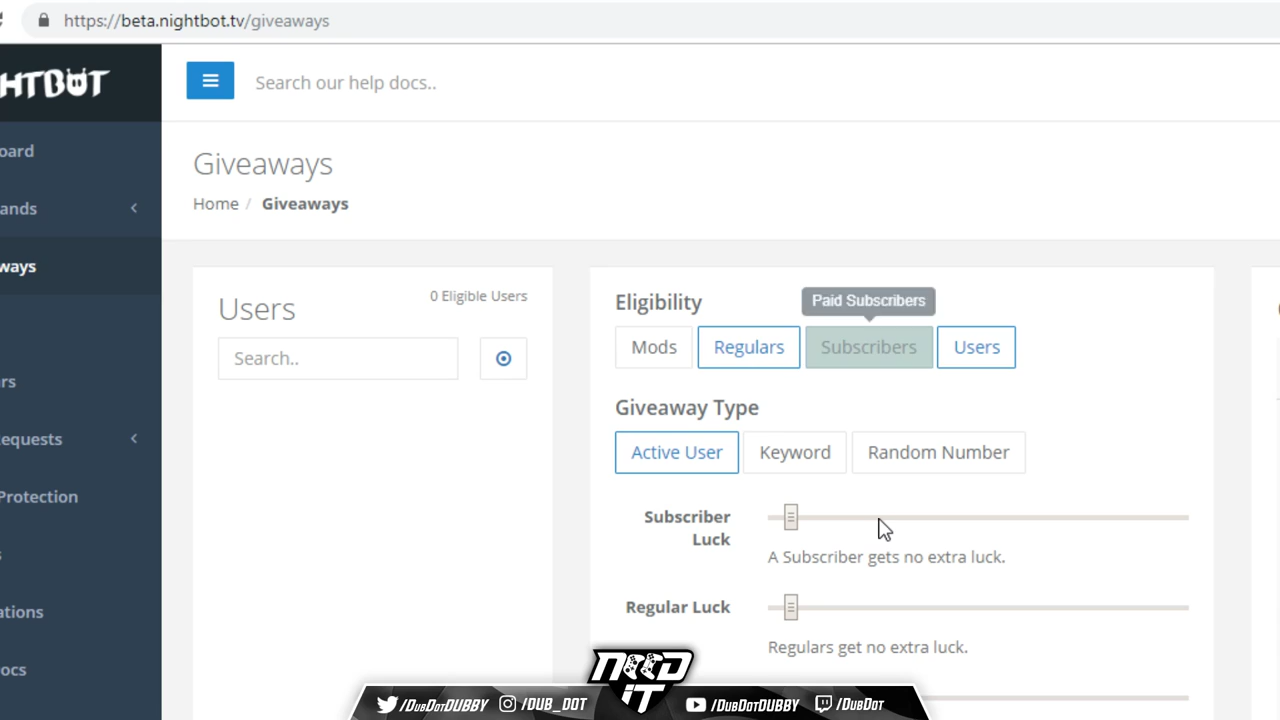 https://beta.nightbot.tv/giveaways
HTBOT
Search our help docs..
oard
Giveaways
Home / Giveaways
ands
ways
rs
equests
Protection
s
ations
ocs
Users
0 Eligible Users
Search..
Eligibility
Paid Subscribers
Mods Regulars Subscribers Users
Giveaway Type
Active User Keyword Random Number
Subscriber
Luck
A Subscriber gets no extra luck.
Regular Luck
Regulars get no extra luck.
NEED
iT
/DubDotDUBBY /DUB_DOT /DubDotDUBBY /DubDot